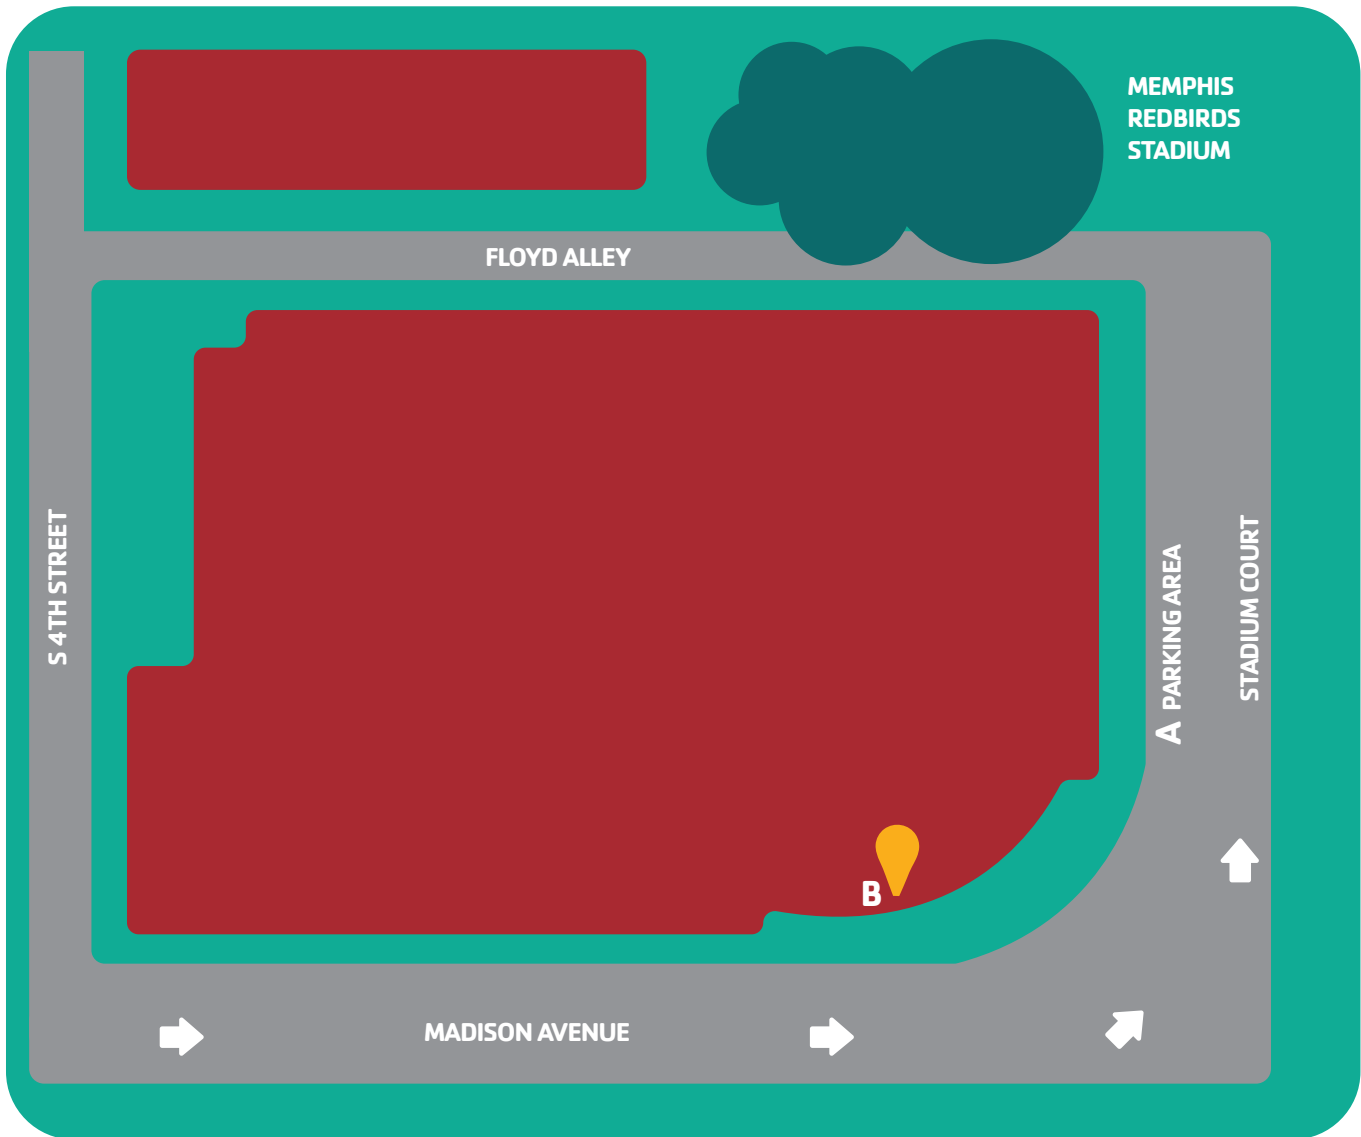 MEMPHIS
REDBIRDS
STADIUM
FLOYD ALLEY
S 4TH STREET
A PARKING AREA
STADIUM COURT
B
MADISON AVENUE